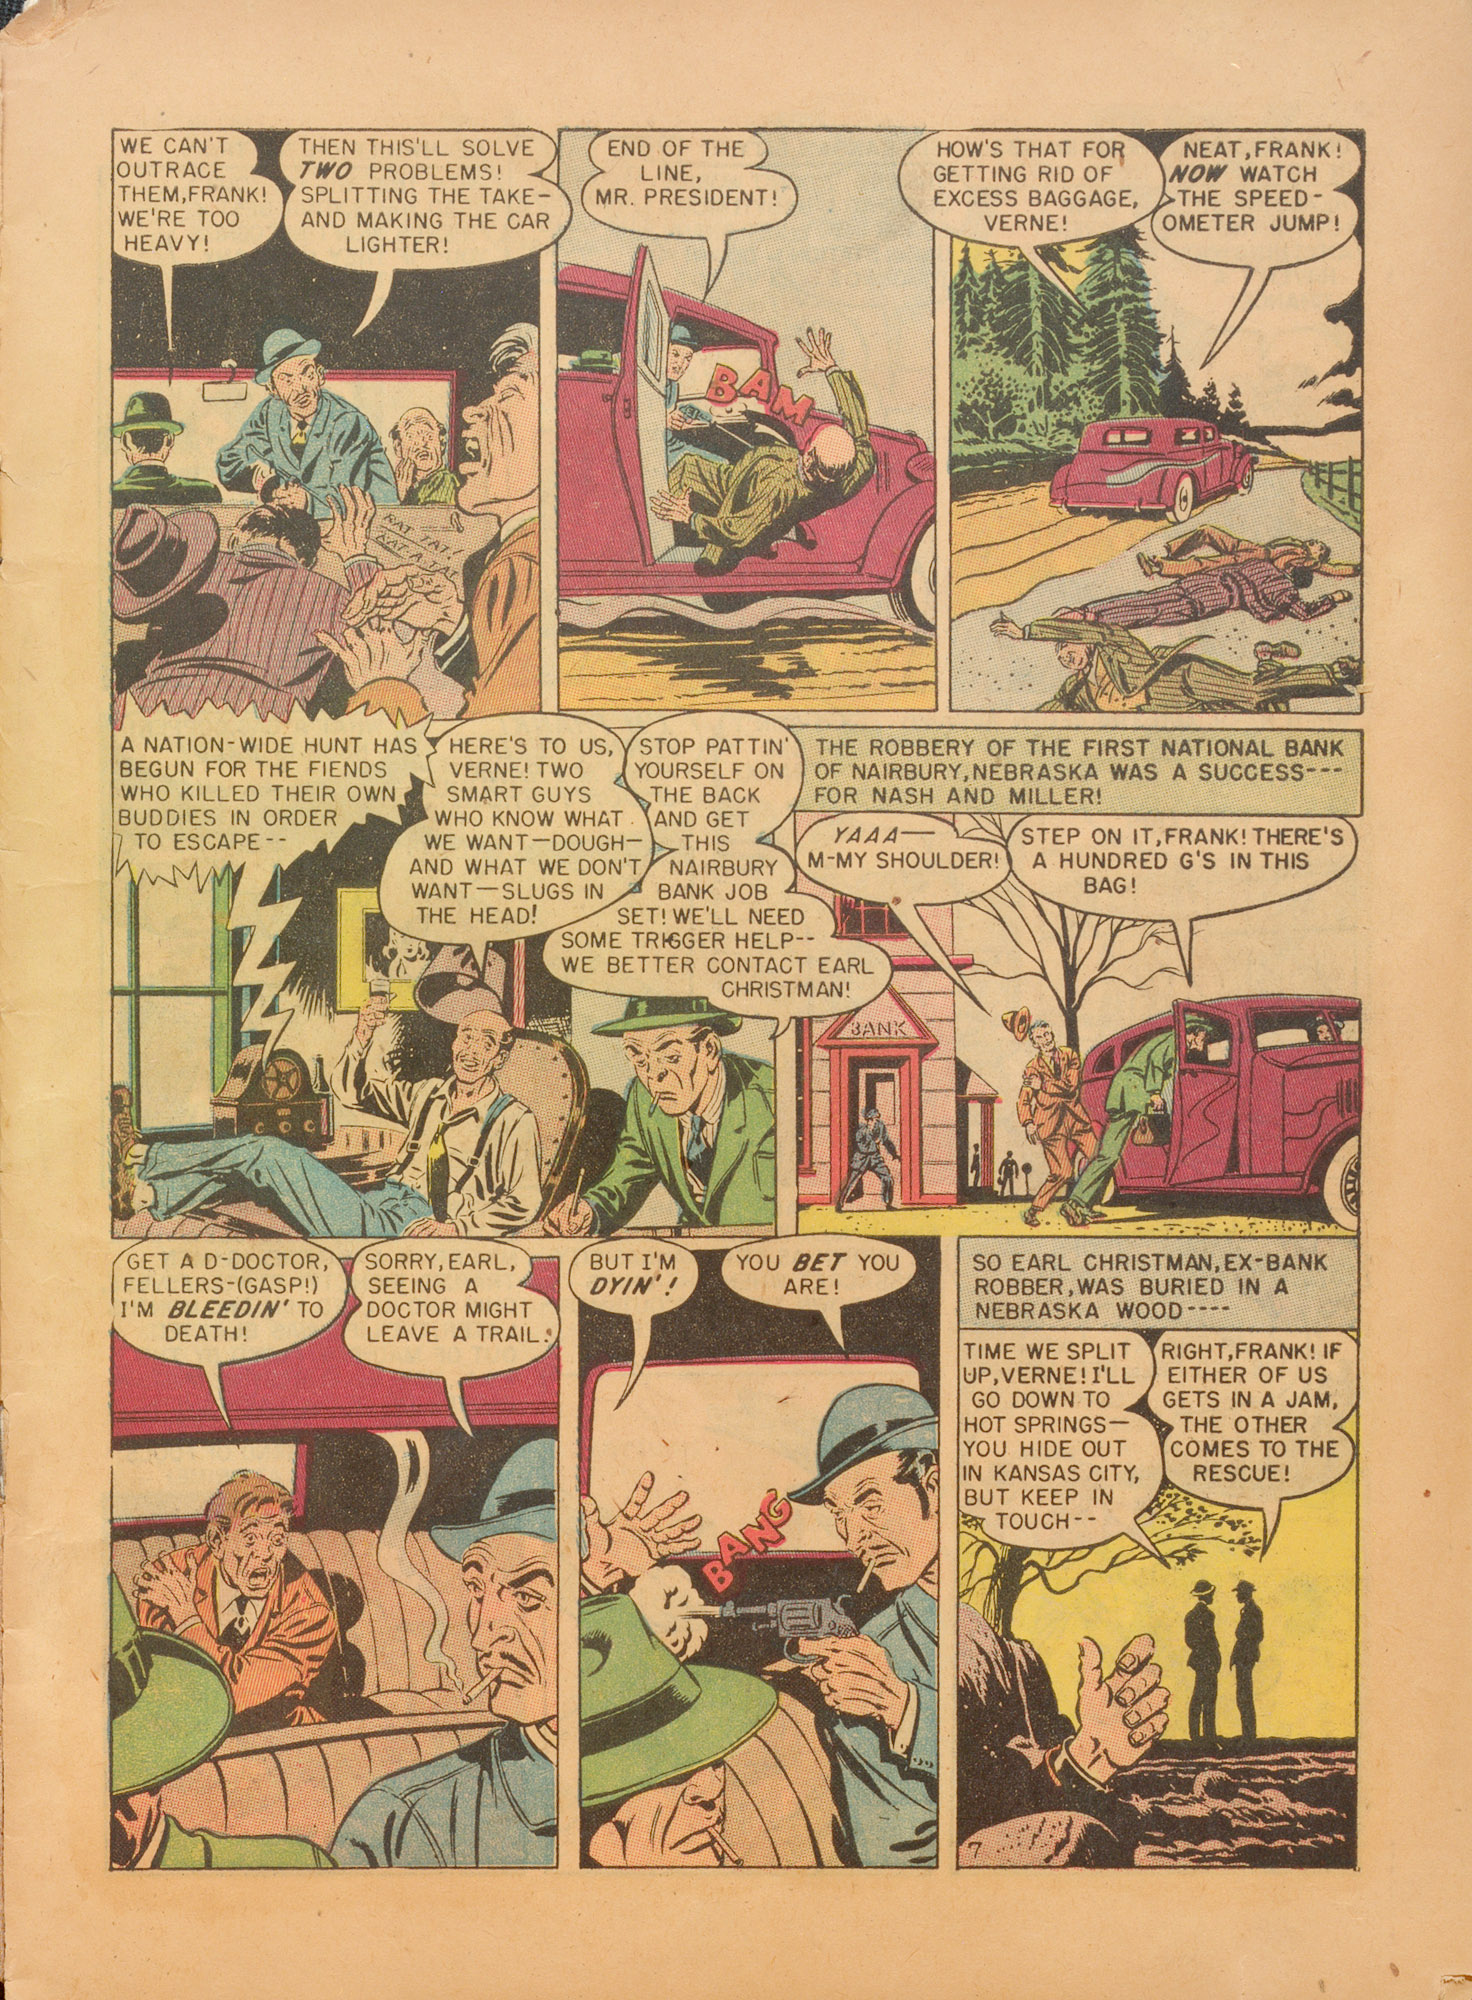 WE CAN'T
OUTRACE
THEM, FRANK!
WE'RE TOO
HEAVY!
THEN THIS'LL SOLVE
TWO PROBLEMS!
SPLITTING THE TAKE—
AND MAKING THE CAR
LIGHTER!
RAT TAT!
RAT A TAT
END OF THE
LINE,
MR. PRESIDENT!
BAM
HOW'S THAT FOR
GETTING RID OF
EXCESS BAGGAGE,
VERNE!
NEAT, FRANK!
NOW WATCH
THE SPEED-
OMETER JUMP!
A NATION-WIDE HUNT HAS
BEGUN FOR THE FIENDS
WHO KILLED THEIR OWN
BUDDIES IN ORDER
TO ESCAPE--
HERE'S TO US,
VERNE! TWO
SMART GUYS
WHO KNOW WHAT
WE WANT—DOUGH—
AND WHAT WE DON'T
WANT—SLUGS IN
THE HEAD!
STOP PATTIN'
YOURSELF ON
THE BACK
AND GET
THIS
NAIRBURY
BANK JOB
SET! WE'LL NEED
SOME TRIGGER HELP--
WE BETTER CONTACT EARL
CHRISTMAN!
THE ROBBERY OF THE FIRST NATIONAL BANK
OF NAIRBURY, NEBRASKA WAS A SUCCESS---
FOR NASH AND MILLER!
YAAA—
M-MY SHOULDER!
STEP ON IT, FRANK! THERE'S
A HUNDRED G'S IN THIS
BAG!
BANK
GET A D-DOCTOR,
FELLERS-(GASP!)
I'M BLEEDIN' TO
DEATH!
SORRY, EARL,
SEEING A
DOCTOR MIGHT
LEAVE A TRAIL.
BUT I'M
DYIN'!
YOU BET YOU
ARE!
BANG
SO EARL CHRISTMAN, EX-BANK
ROBBER, WAS BURIED IN A
NEBRASKA WOOD----
TIME WE SPLIT
UP, VERNE! I'LL
GO DOWN TO
HOT SPRINGS—
YOU HIDE OUT
IN KANSAS CITY,
BUT KEEP IN
TOUCH--
RIGHT, FRANK! IF
EITHER OF US
GETS IN A JAM,
THE OTHER
COMES TO THE
RESCUE!
7